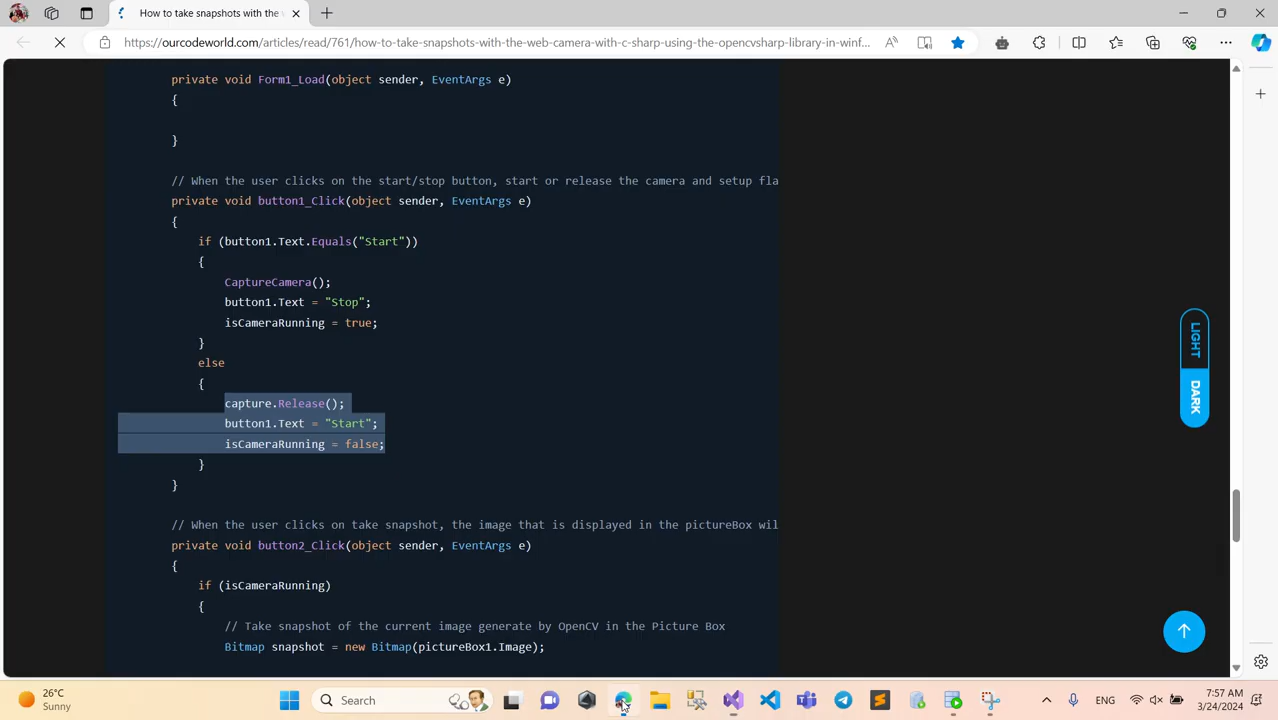 How to take snapshots with the
https://ourcodeworld.com/articles/read/761/how-to-take-snapshots-with-the-web-camera-with-c-sharp-using-the-opencvsharp-library-in-winf...
private void Form1_Load(object sender, EventArgs e)
{
}
// When the user clicks on the start/stop button, start or release the camera and setup fla
private void button1_Click(object sender, EventArgs e)
{
if (button1.Text.Equals("Start"))
{
CaptureCamera();
button1.Text = "Stop";
isCameraRunning = true;
}
else
{
capture.Release();
button1.Text = "Start";
isCameraRunning = false;
}
}
// When the user clicks on take snapshot, the image that is displayed in the pictureBox wil
private void button2_Click(object sender, EventArgs e)
{
if (isCameraRunning)
{
// Take snapshot of the current image generate by OpenCV in the Picture Box
Bitmap snapshot = new Bitmap(pictureBox1.Image);
LIGHT
DARK
26°C
Sunny
Search
ENG
7:57 AM
3/24/2024